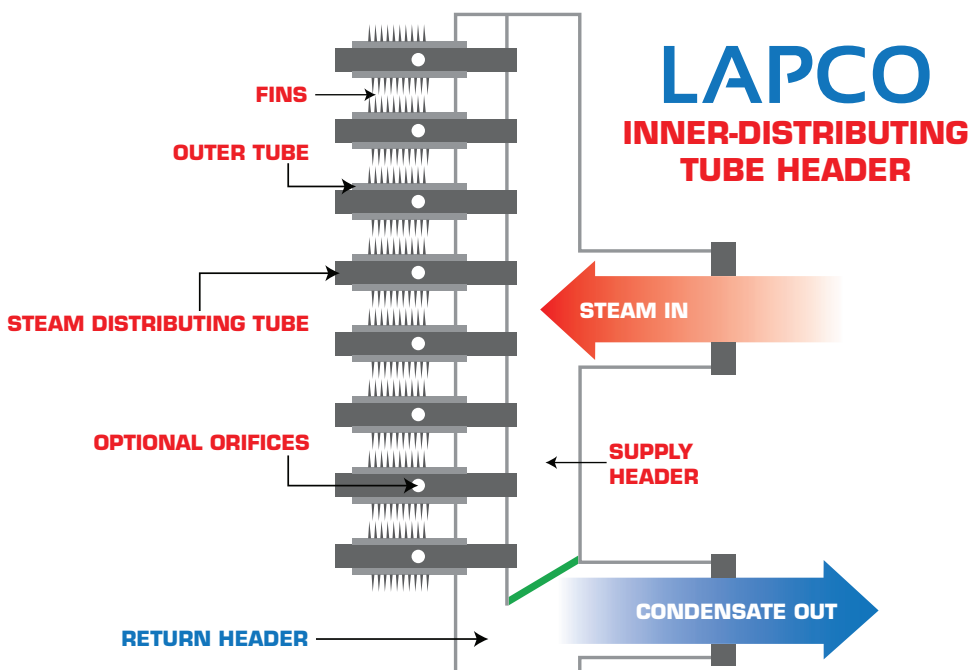 LAPCO
INNER-DISTRIBUTING
TUBE HEADER
FINS
OUTER TUBE
STEAM DISTRIBUTING TUBE
STEAM IN
OPTIONAL ORIFICES
SUPPLY
HEADER
CONDENSATE OUT
RETURN HEADER